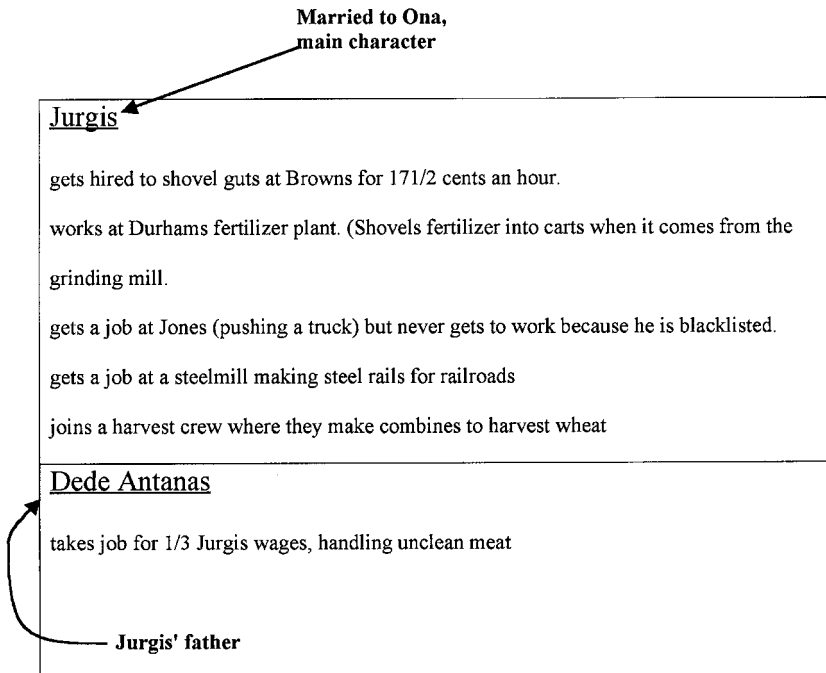 Married to Ona,
main character
Jurgis
gets hired to shovel guts at Browns for 171/2 cents an hour.
works at Durhams fertilizer plant. (Shovels fertilizer into carts when it comes from the
grinding mill.
gets a job at Jones (pushing a truck) but never gets to work because he is blacklisted.
gets a job at a steelmill making steel rails for railroads
joins a harvest crew where they make combines to harvest wheat
Dede Antanas
takes job for 1/3 Jurgis wages, handling unclean meat
Jurgis' father